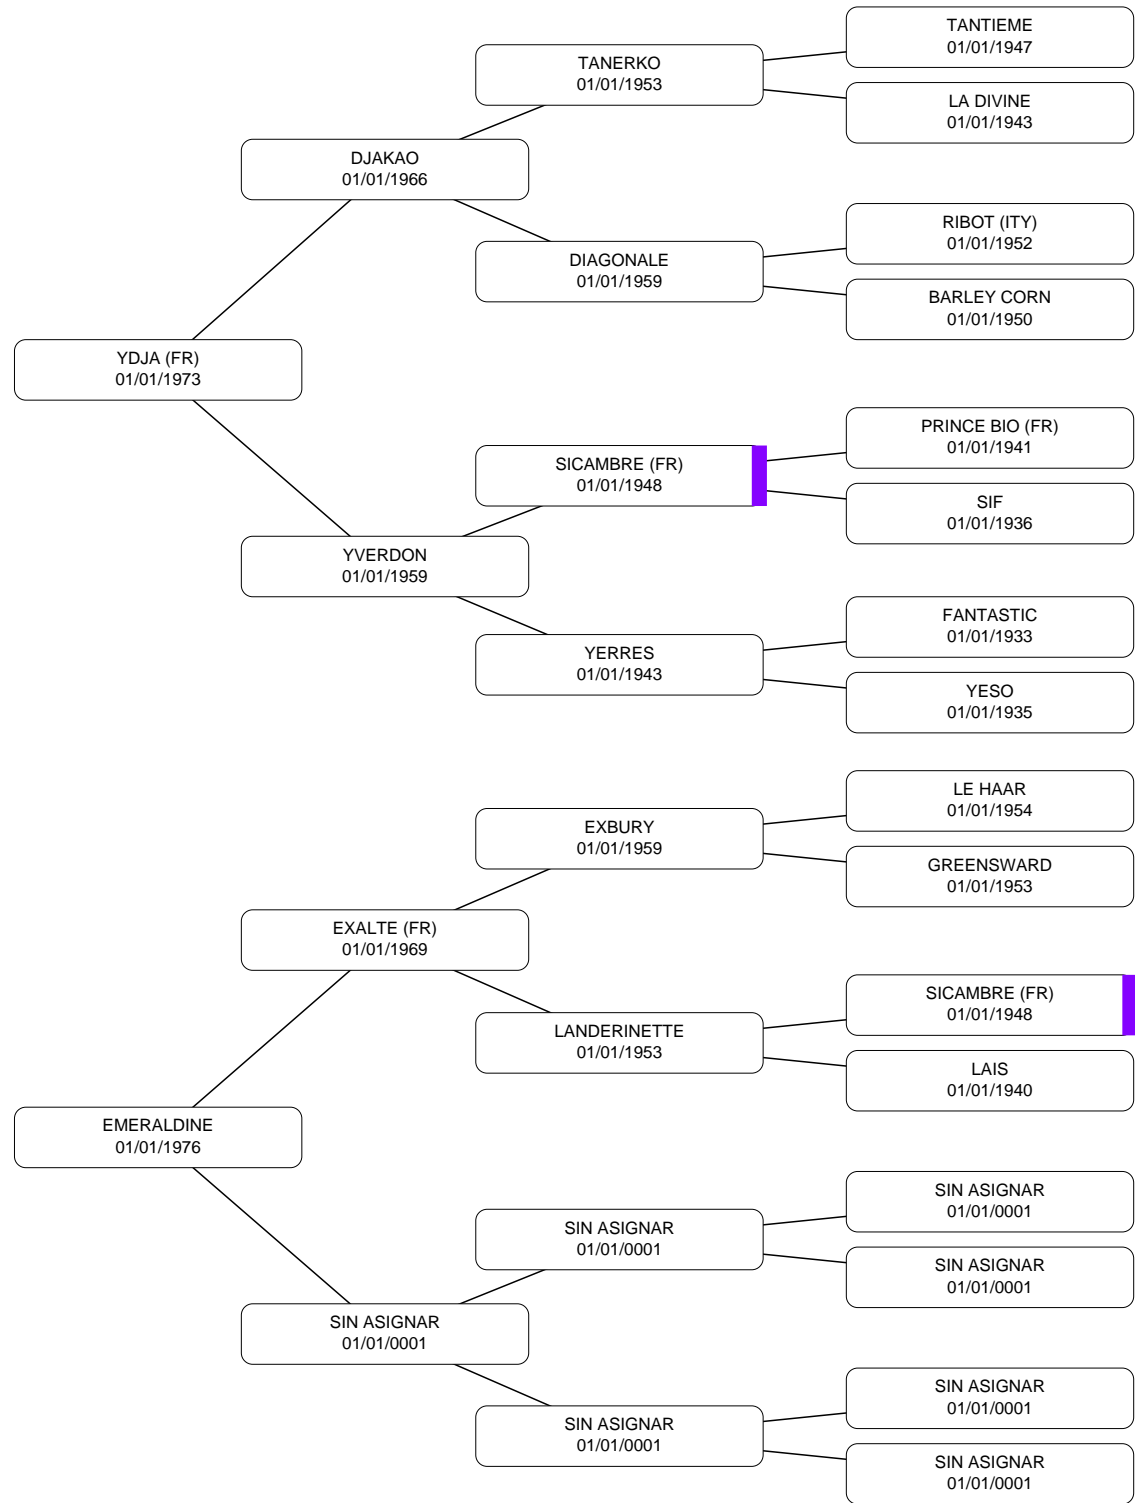 TANTIEME
01/01/1947
TANERKO
01/01/1953
LA DIVINE
01/01/1943
DJAKAO
01/01/1966
RIBOT (ITY)
01/01/1952
DIAGONALE
01/01/1959
BARLEY CORN
01/01/1950
YDJA (FR)
01/01/1973
PRINCE BIO (FR)
01/01/1941
SICAMBRE (FR)
01/01/1948
SIF
01/01/1936
YVERDON
01/01/1959
FANTASTIC
01/01/1933
YERRES
01/01/1943
YESO
01/01/1935
LE HAAR
01/01/1954
EXBURY
01/01/1959
GREENSWARD
01/01/1953
EXALTE (FR)
01/01/1969
SICAMBRE (FR)
01/01/1948
LANDERINETTE
01/01/1953
LAIS
01/01/1940
EMERALDINE
01/01/1976
SIN ASIGNAR
01/01/0001
SIN ASIGNAR
01/01/0001
SIN ASIGNAR
01/01/0001
SIN ASIGNAR
01/01/0001
SIN ASIGNAR
01/01/0001
SIN ASIGNAR
01/01/0001
SIN ASIGNAR
01/01/0001